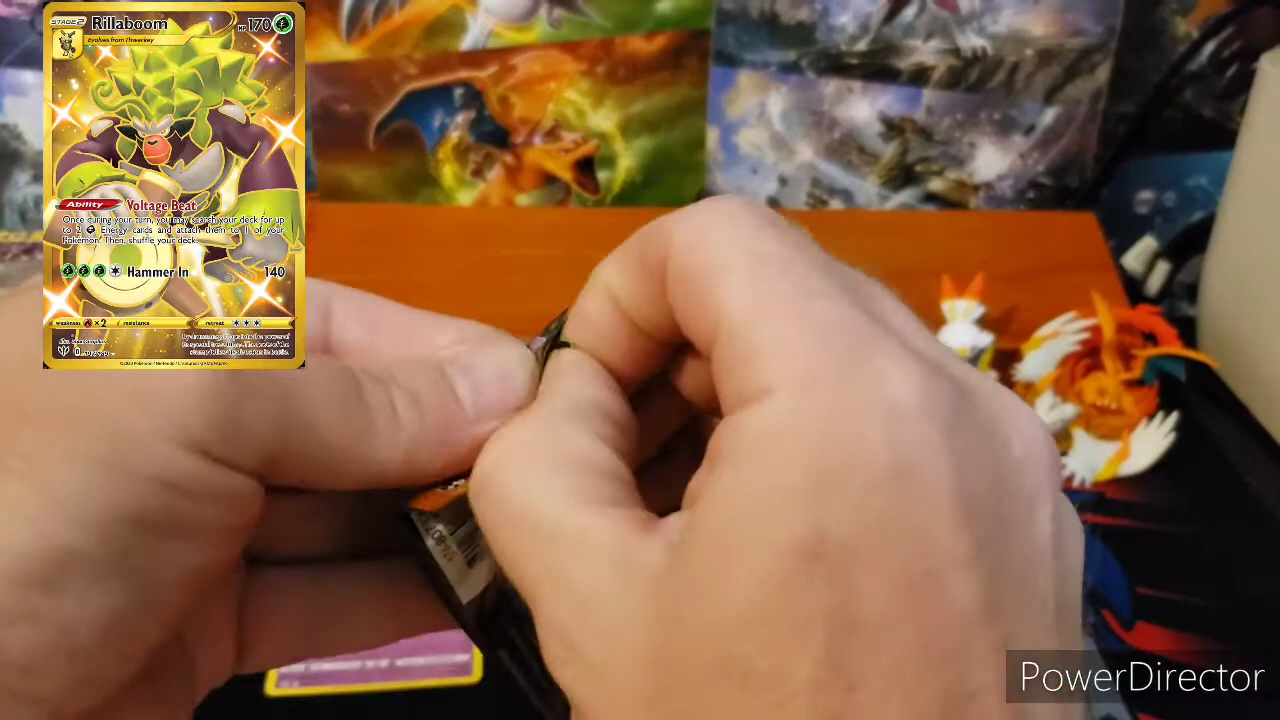 STAGE 2 Rillaboom HP 170
Evolves from Thwackey
Ability Voltage Beat
Once during your turn, you may search your deck for up
to 2 Energy cards and attach them to 1 of your
Pokémon. Then, shuffle your deck.
Hammer In 140
weakness ×2 resistance retreat
PowerDirector